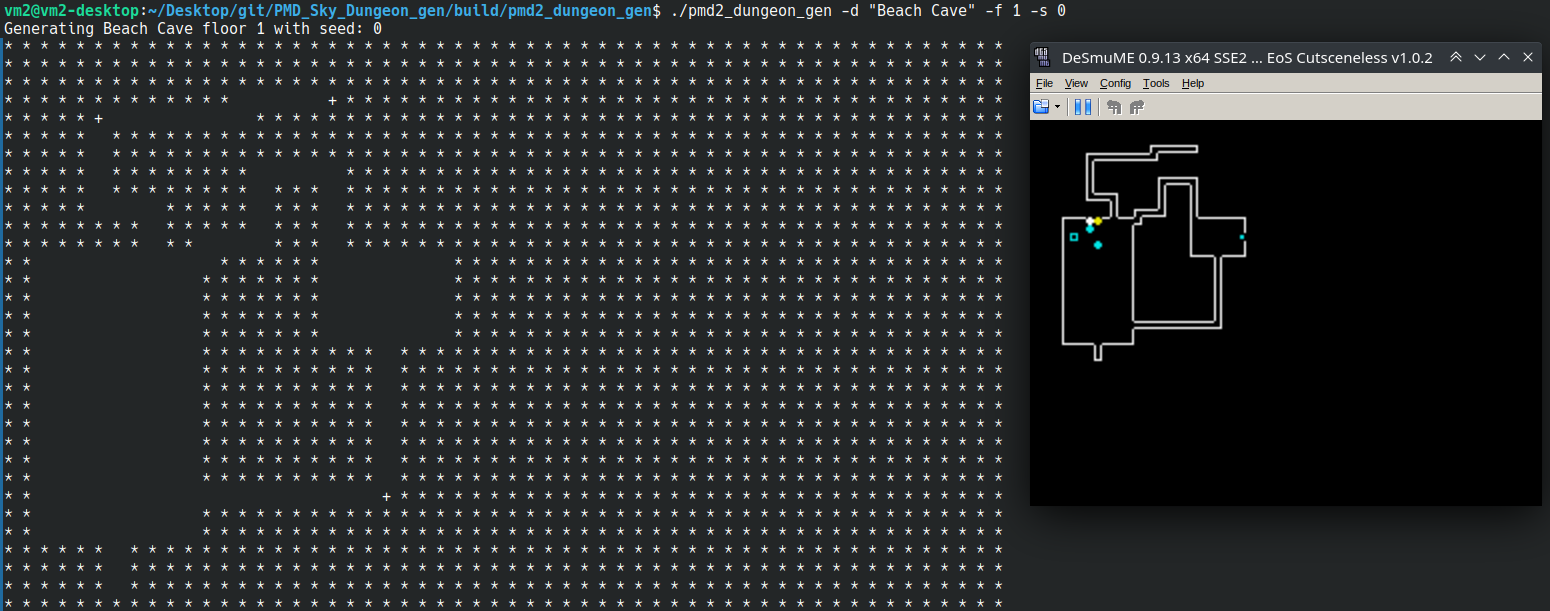 vm2@vm2-desktop:~/Desktop/git/PMD_Sky_Dungeon_gen/build/pmd2_dungeon_gen$ ./pmd2_dungeon_gen -d "Beach Cave" -f 1 -s 0
Generating Beach Cave floor 1 with seed: 0
DeSmuME 0.9.13 x64 SSE2 ... EoS Cutsceneless v1.0.2
File View Config Tools Help